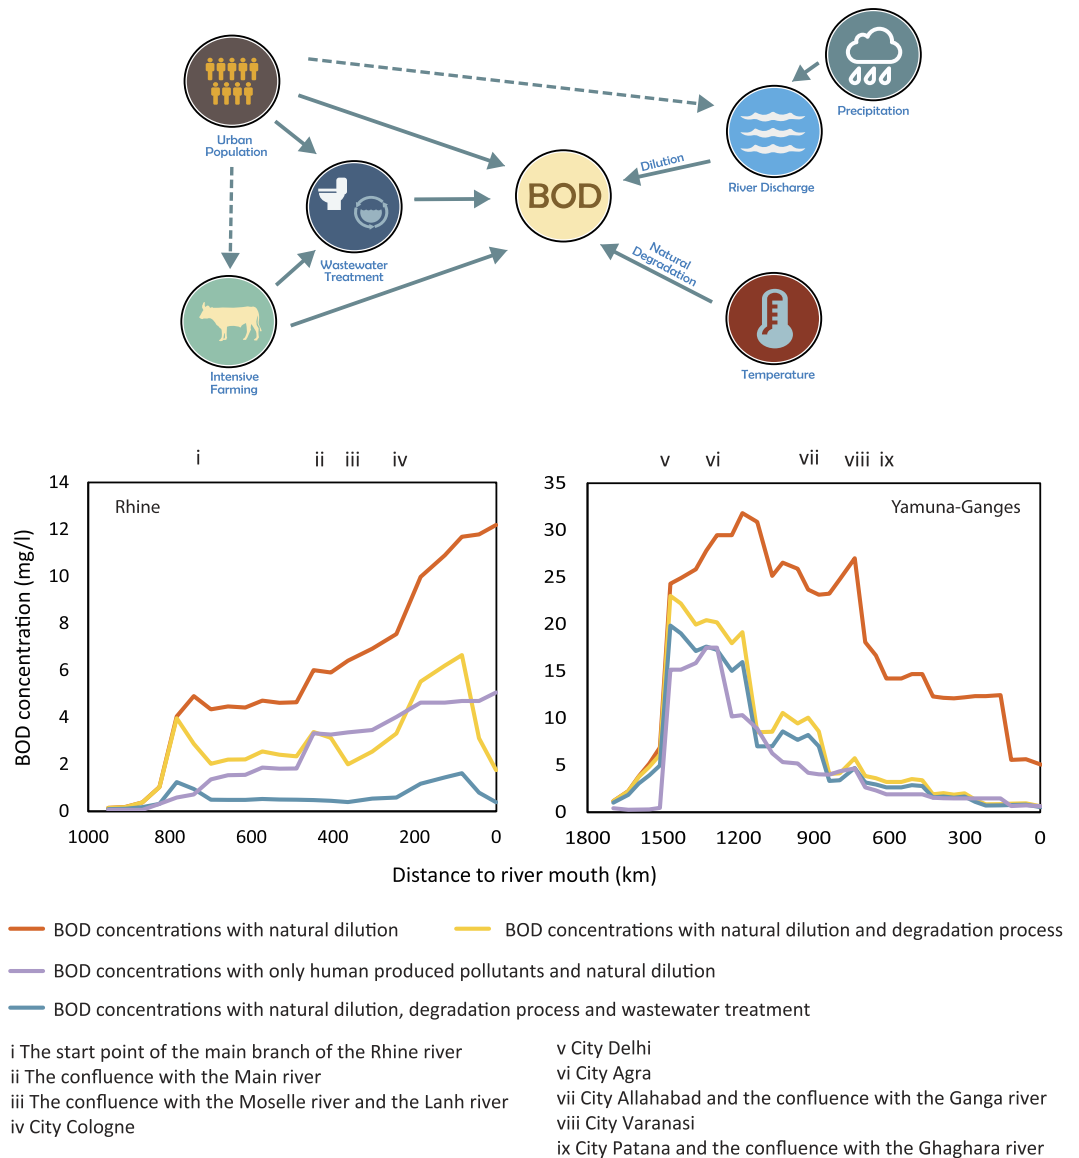 Urban
Population
Precipitation
Dilution
River Discharge
BOD
Wastewater
Treatment
Natural
Degradation
Intensive
Farming
Temperature
i ii iii iv
v vi vii viii ix
Rhine
Yamuna-Ganges
BOD concentration (mg/l)
14
12
10
8
6
4
2
0
35
30
25
20
15
10
5
0
1000 800 600 400 200 0
1800 1500 1200 900 600 300 0
Distance to river mouth (km)
BOD concentrations with natural dilution
BOD concentrations with natural dilution and degradation process
BOD concentrations with only human produced pollutants and natural dilution
BOD concentrations with natural dilution, degradation process and wastewater treatment
i The start point of the main branch of the Rhine river
ii The confluence with the Main river
iii The confluence with the Moselle river and the Lanh river
iv City Cologne
v City Delhi
vi City Agra
vii City Allahabad and the confluence with the Ganga river
viii City Varanasi
ix City Patana and the confluence with the Ghaghara river